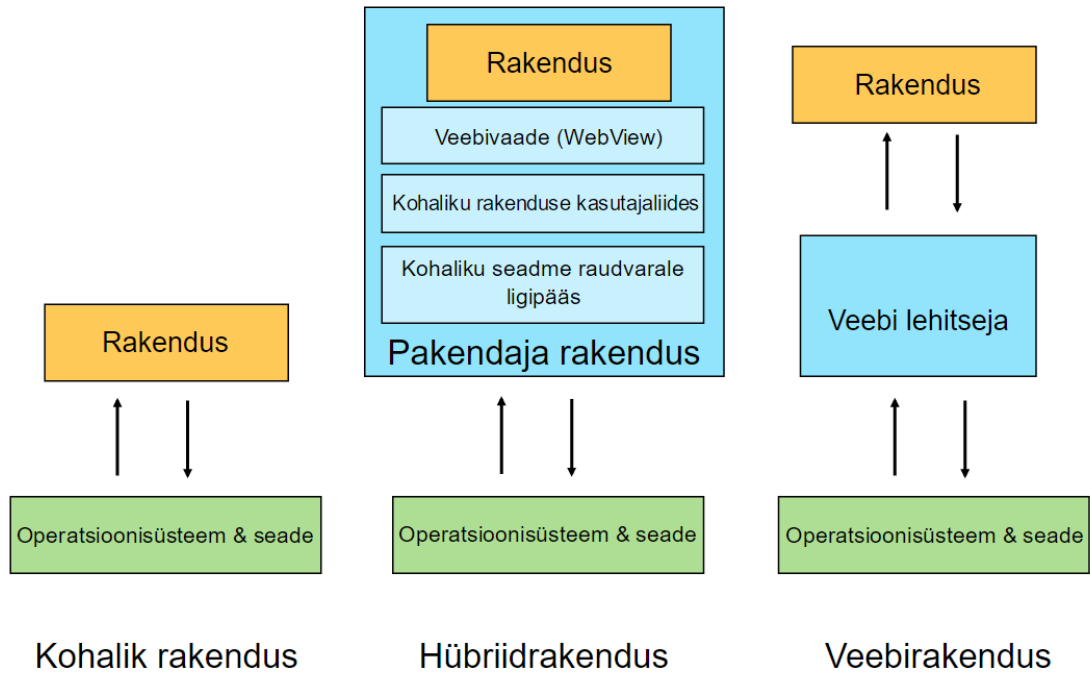 Rakendus
Operatsioonisüsteem & seade
Kohalik rakendus
Rakendus
Veebivaade (WebView)
Kohaliku rakenduse kasutajaliides
Kohaliku seadme raudvarale
ligipääs
Pakendaja rakendus
Operatsioonisüsteem & seade
Hübriidrakendus
Rakendus
Veebi lehitseja
Operatsioonisüsteem & seade
Veebirakendus